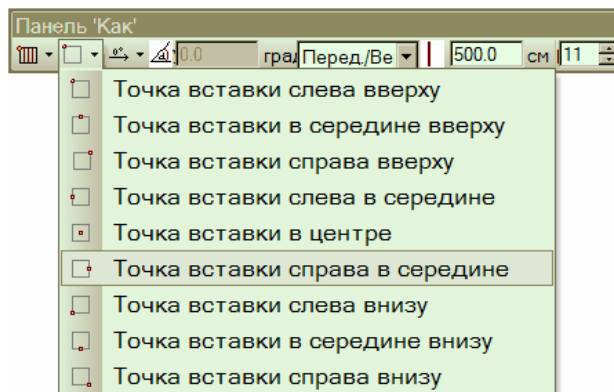 Панель 'Как'
0.0 град Перед./Ве 500.0 см 11
Точка вставки слева вверху
Точка вставки в середине вверху
Точка вставки справа вверху
Точка вставки слева в середине
Точка вставки в центре
Точка вставки справа в середине
Точка вставки слева внизу
Точка вставки в середине внизу
Точка вставки справа внизу